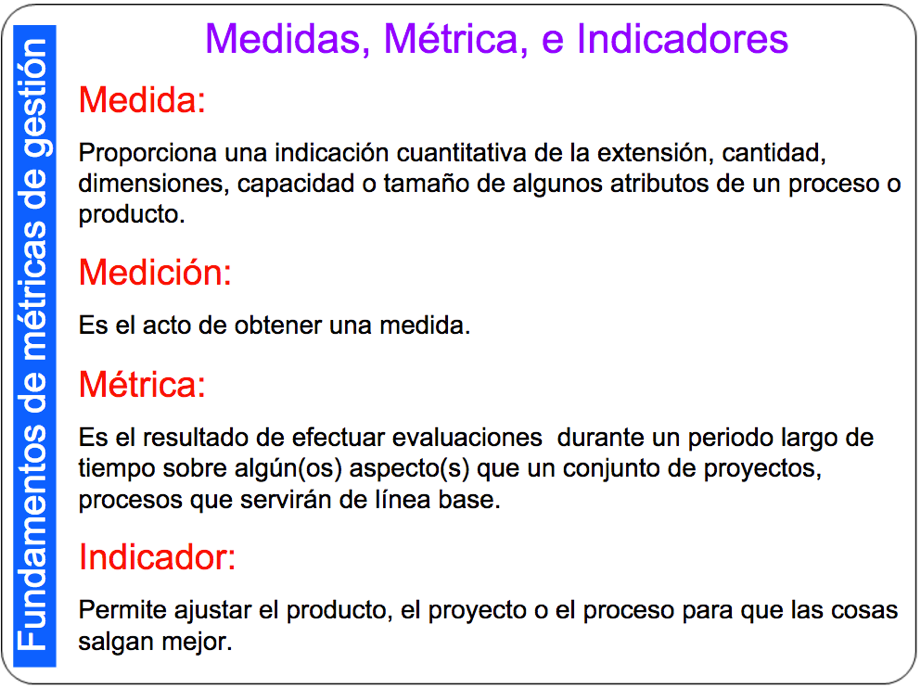 Medidas, Métrica, e Indicadores
Fundamentos de métricas de gestión
Medida:
Proporciona una indicación cuantitativa de la extensión, cantidad,
dimensiones, capacidad o tamaño de algunos atributos de un proceso o
producto.
Medición:
Es el acto de obtener una medida.
Métrica:
Es el resultado de efectuar evaluaciones  durante un periodo largo de
tiempo sobre algún(os) aspecto(s) que un conjunto de proyectos,
procesos que servirán de línea base.
Indicador:
Permite ajustar el producto, el proyecto o el proceso para que las cosas
salgan mejor.